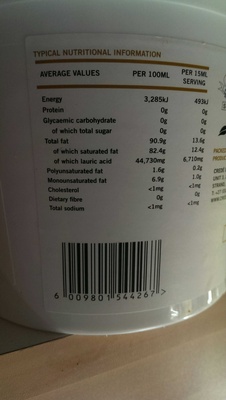 TYPICAL NUTRITIONAL INFORMATION
AVERAGE VALUES PER 100ML PER 15ML SERVING
Energy 3,285kJ 493kJ
Protein 0g 0g
Glycaemic carbohydrate 0g 0g
of which total sugar 0g 0g
Total fat 90.9g 13.6g
of which saturated fat 82.4g 12.4g
of which lauric acid 44,730mg 6,710mg
Polyunsaturated fat 1.6g 0.2g
Monounsaturated fat 6.9g 1.0g
Cholesterol <1mg <1mg
Dietary fibre 0g 0g
Total sodium <1mg <1mg
6 009801 544267 >